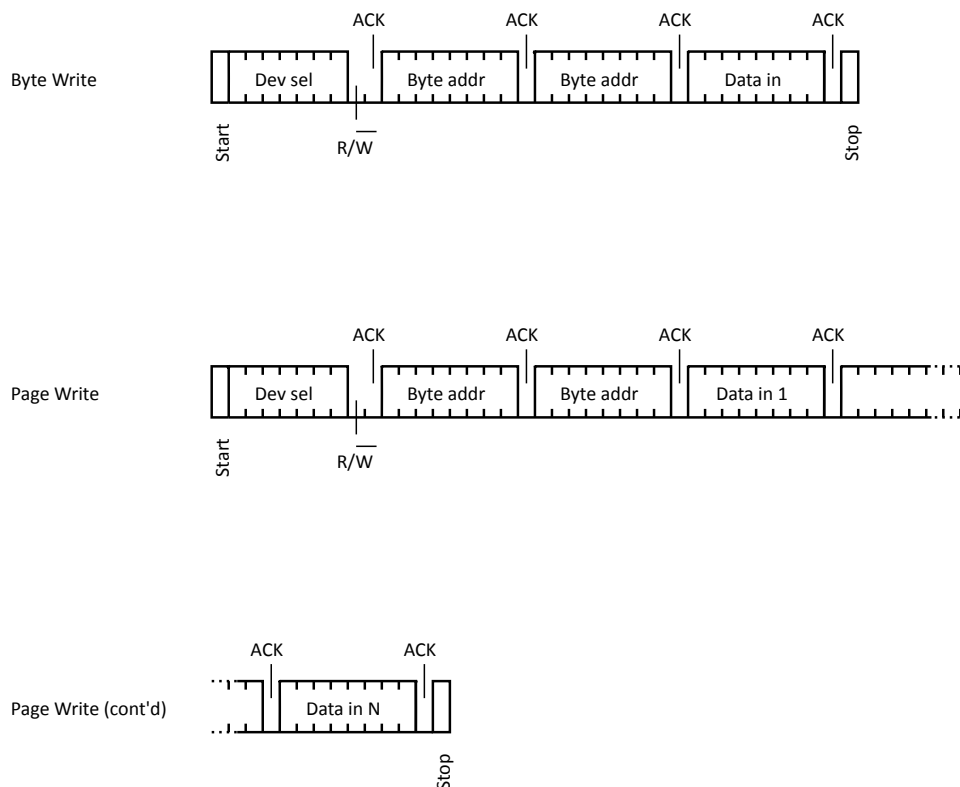 ACK ACK ACK ACK
Byte Write Dev sel Byte addr Byte addr Data in
Start R/W̅ Stop
ACK ACK ACK ACK
Page Write Dev sel Byte addr Byte addr Data in 1
Start R/W̅
ACK ACK
Page Write (cont'd) Data in N
Stop